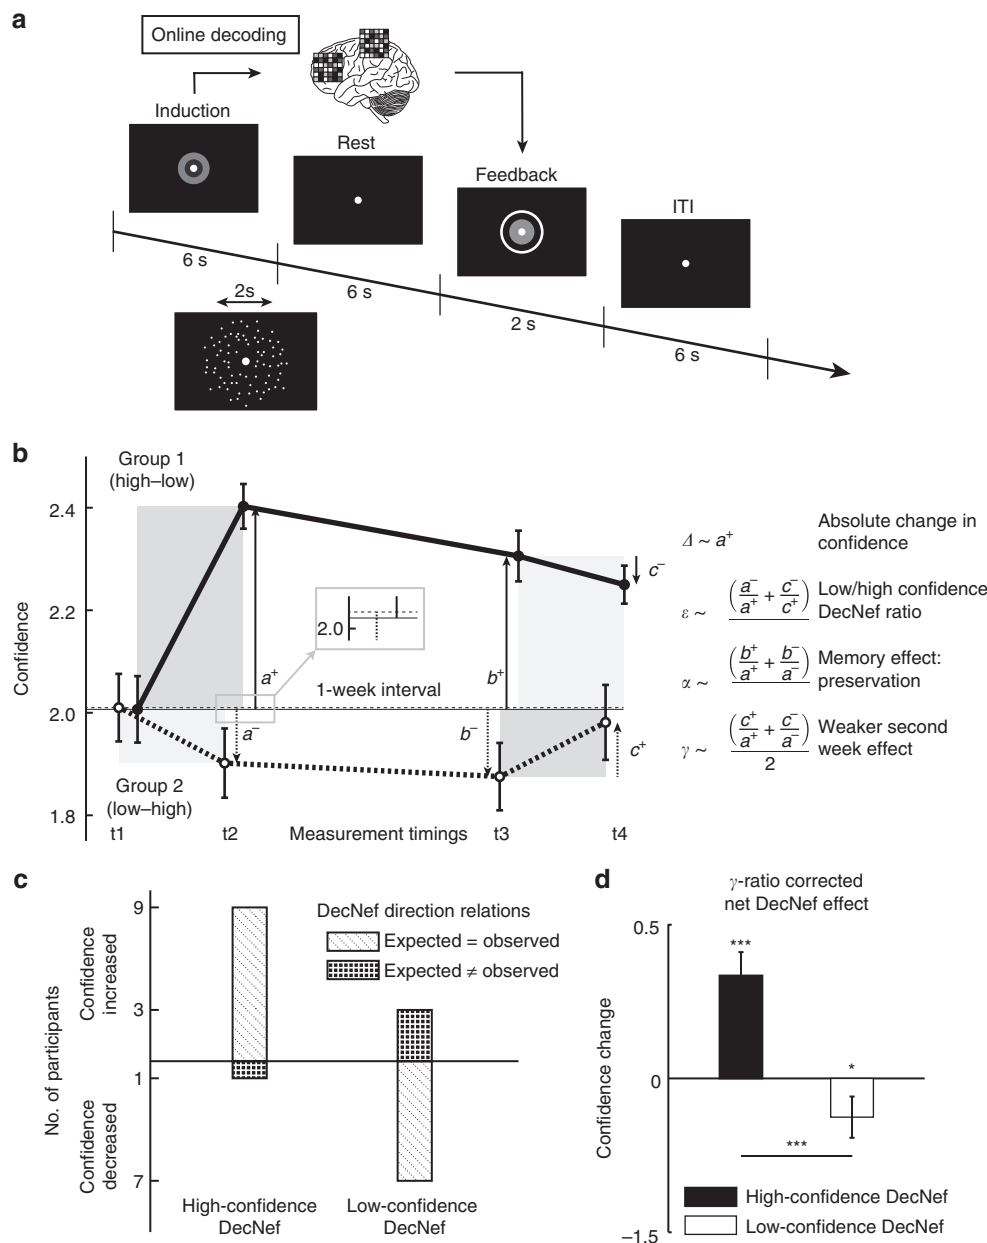 a
Online decoding
Induction
Rest
Feedback
ITI
6 s
6 s
2 s
6 s
2s
b
Group 1
(high–low)
2.4
2.2
2.0
1.8
Confidence
2.0
1-week interval
a⁺
a⁻
b⁺
b⁻
c⁻
c⁺
Group 2
(low–high)
t1
t2
Measurement timings
t3
t4
Δ ~ a⁺
Absolute change in
confidence
ε ~ (a⁻/a⁺ + c⁻/c⁺)
Low/high confidence
DecNef ratio
α ~ (b⁺/a⁺ + b⁻/a⁻)
Memory effect:
preservation
γ ~ (c⁺/a⁺ + c⁻/a⁻)/2
Weaker second
week effect
c
9
3
1
7
No. of participants
Confidence
increased
Confidence
decreased
DecNef direction relations
Expected = observed
Expected ≠ observed
High-confidence
DecNef
Low-confidence
DecNef
d
γ-ratio corrected
net DecNef effect
0.5
0
−1.5
Confidence change
***
*
***
High-confidence DecNef
Low-confidence DecNef